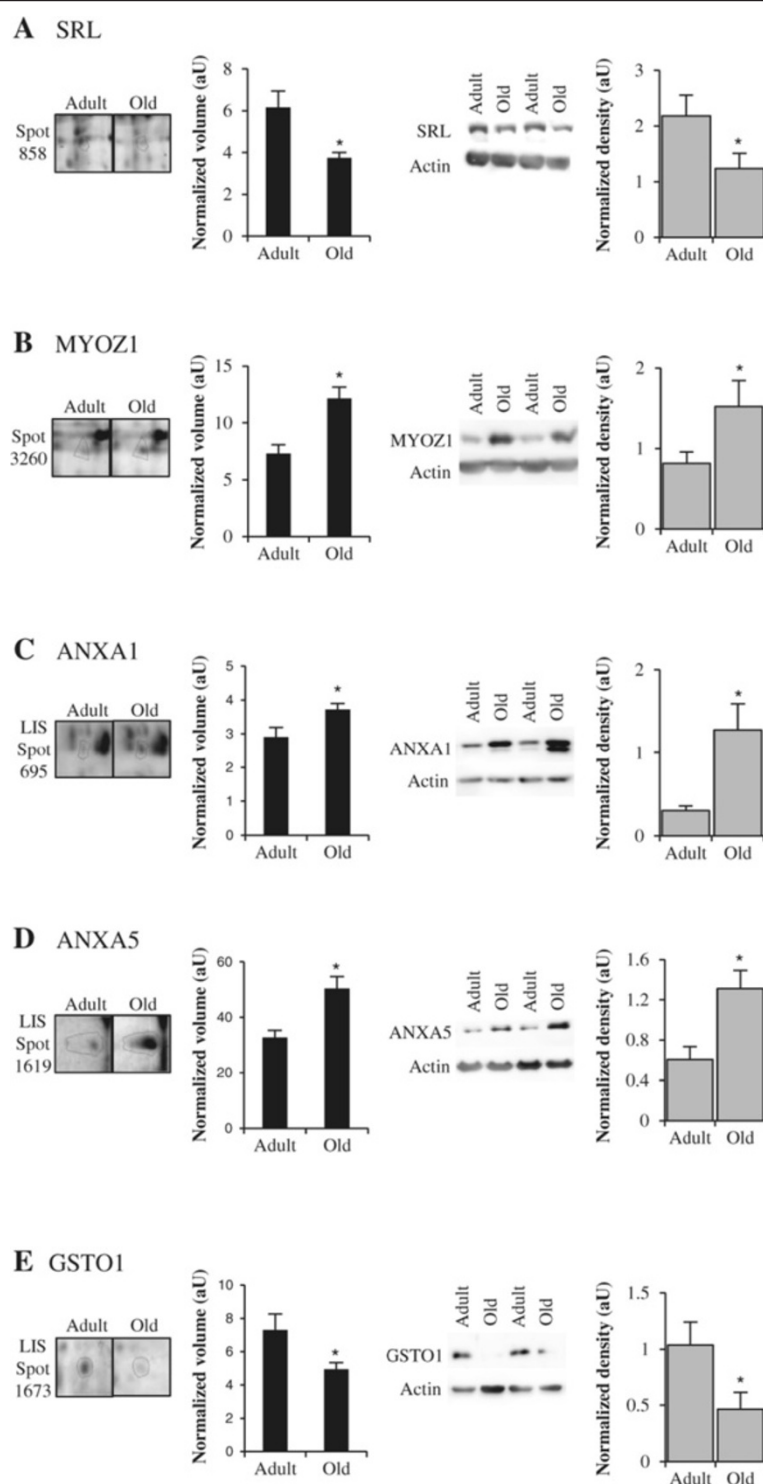 A SRL
Adult Old
Spot
858
Normalized volume (aU)
8
6
4
2
0
Adult Old
*
Adult Old Adult Old
SRL
Actin
Normalized density (aU)
3
2
1
0
Adult Old
*
B MYOZ1
Adult Old
Spot
3260
Normalized volume (aU)
15
10
5
0
Adult Old
*
Adult Old Adult Old
MYOZ1
Actin
Normalized density (aU)
2
1
0
Adult Old
*
C ANXA1
Adult Old
LIS
Spot
695
Normalized volume (aU)
5
4
3
2
1
0
Adult Old
*
Adult Old Adult Old
ANXA1
Actin
Normalized density (aU)
2
1
0
Adult Old
*
D ANXA5
Adult Old
LIS
Spot
1619
Normalized volume (aU)
60
40
20
0
Adult Old
*
Adult Old Adult Old
ANXA5
Actin
Normalized density (aU)
1.6
1.2
0.8
0.4
0
Adult Old
*
E GSTO1
Adult Old
LIS
Spot
1673
Normalized volume (aU)
10
8
6
4
2
0
Adult Old
*
Adult Old Adult Old
GSTO1
Actin
Normalized density (aU)
1.5
1
0.5
0
Adult Old
*